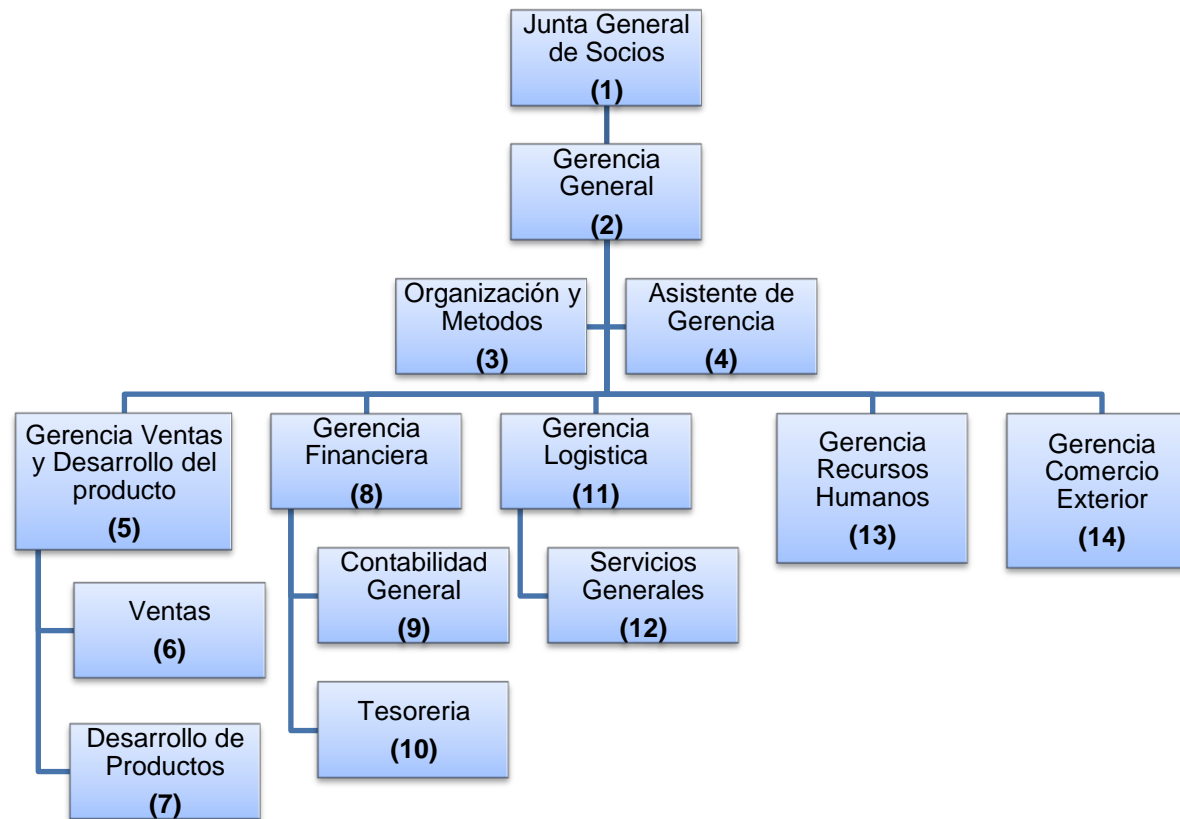 Junta General
de Socios
(1)
Gerencia
General
(2)
Organización y
Metodos
(3)
Asistente de
Gerencia
(4)
Gerencia Ventas
y Desarrollo del
producto
(5)
Ventas
(6)
Desarrollo de
Productos
(7)
Gerencia
Financiera
(8)
Contabilidad
General
(9)
Tesoreria
(10)
Gerencia
Logistica
(11)
Servicios
Generales
(12)
Gerencia
Recursos
Humanos
(13)
Gerencia
Comercio
Exterior
(14)